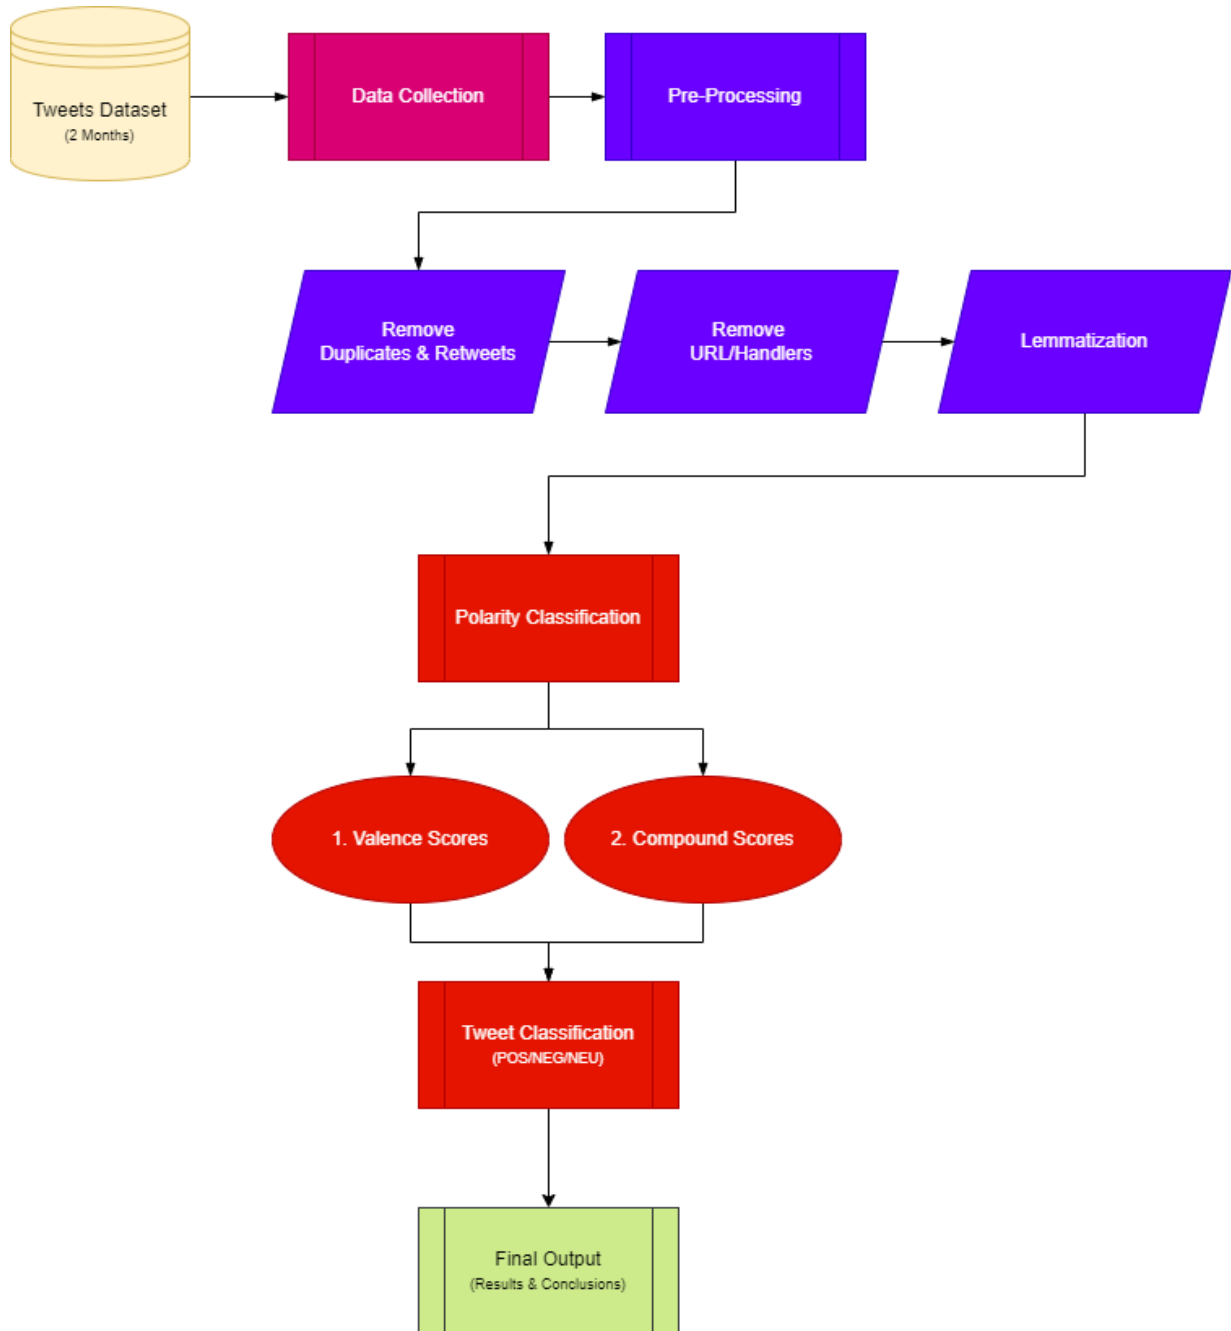 Tweets Dataset
(2 Months)
Data Collection
Pre-Processing
Remove
Duplicates & Retweets
Remove
URL/Handlers
Lemmatization
Polarity Classification
1. Valence Scores
2. Compound Scores
Tweet Classification
(POS/NEG/NEU)
Final Output
(Results & Conclusions)